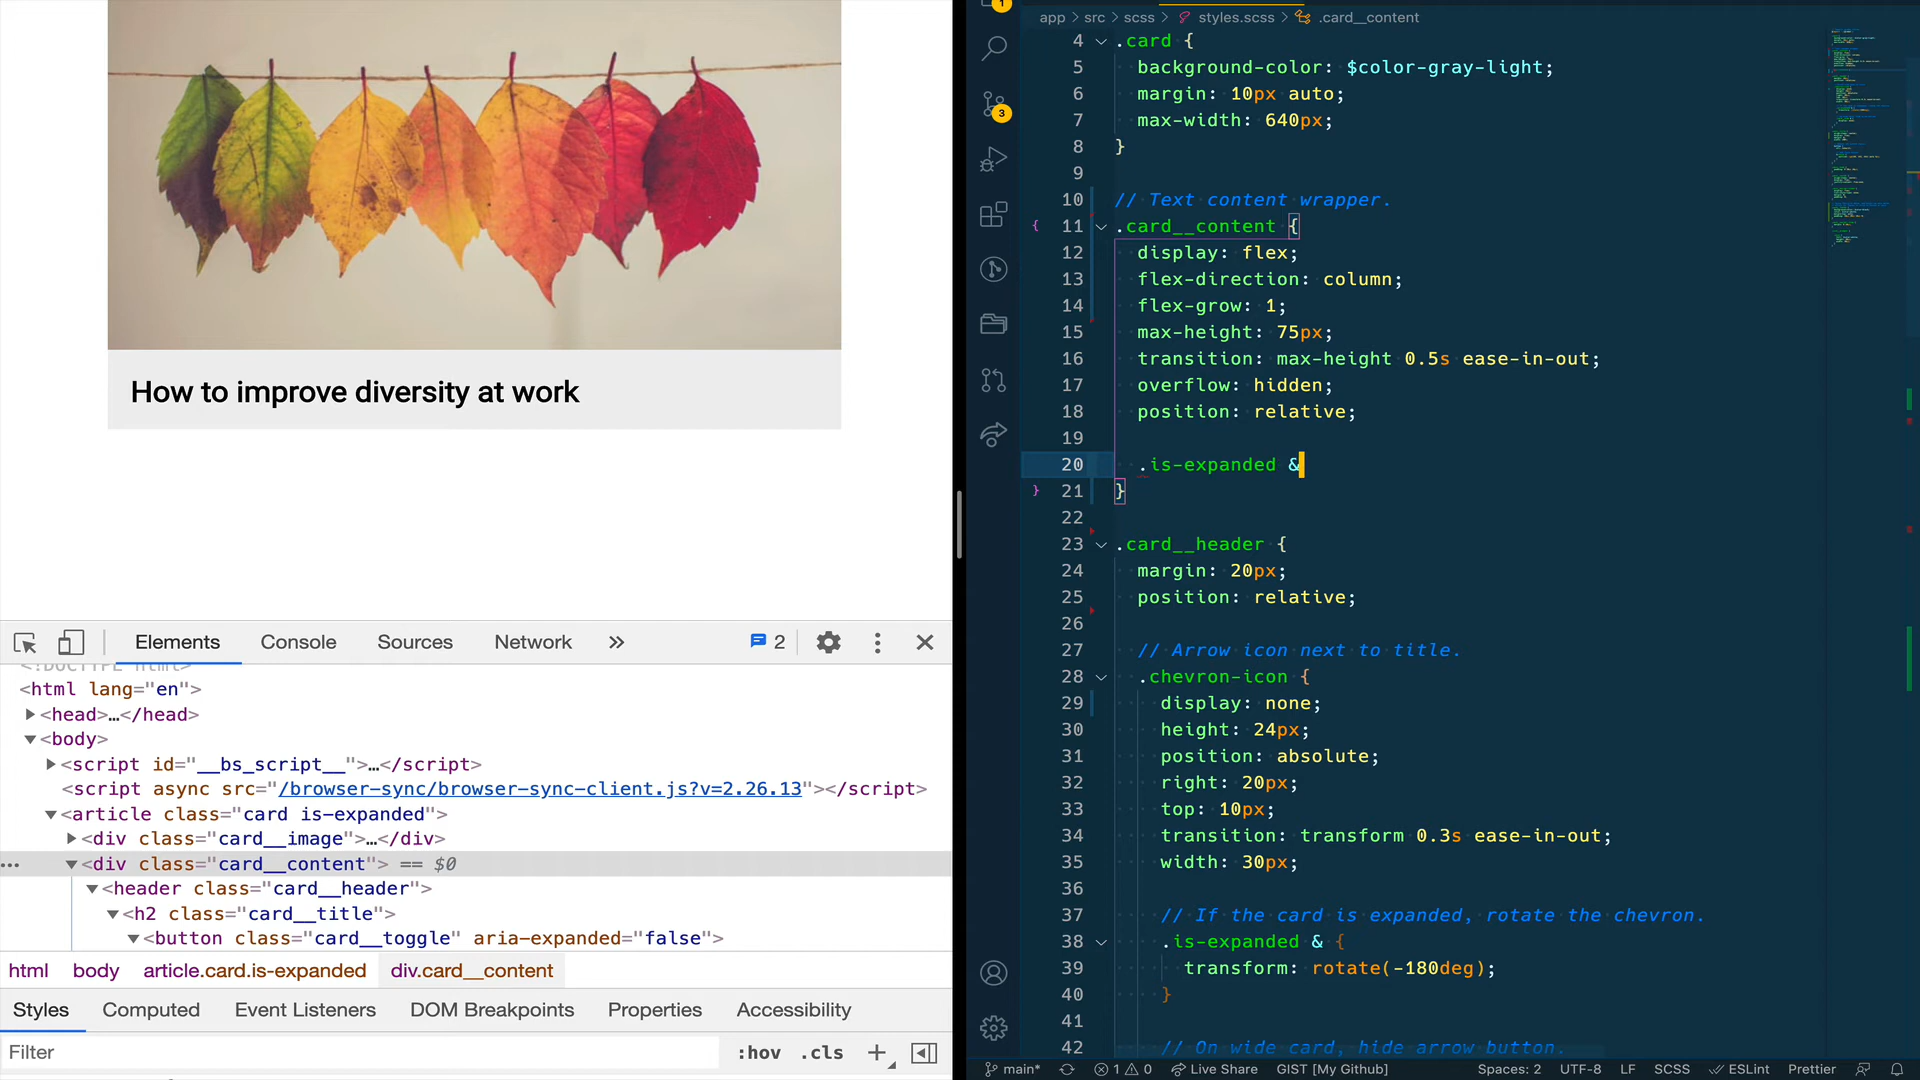 How to improve diversity at work
Elements Console Sources Network » 2
<!DOCTYPE html>
<html lang="en">
<head>…</head>
<body>
<script id="__bs_script__">…</script>
<script async src="/browser-sync/browser-sync-client.js?v=2.26.13"></script>
<article class="card is-expanded">
<div class="card__image">…</div>
<div class="card__content"> == $0
<header class="card__header">
<h2 class="card__title">
<button class="card__toggle" aria-expanded="false">
html body article.card.is-expanded div.card__content
Styles Computed Event Listeners DOM Breakpoints Properties Accessibility
Filter :hov .cls +
1
3
app > src > scss > styles.scss > .card__content
4 .card {
5 background-color: $color-gray-light;
6 margin: 10px auto;
7 max-width: 640px;
8 }
9
10 // Text content wrapper.
{ 11 .card__content {
12 display: flex;
13 flex-direction: column;
14 flex-grow: 1;
15 max-height: 75px;
16 transition: max-height 0.5s ease-in-out;
17 overflow: hidden;
18 position: relative;
19
20 .is-expanded &
} 21 }
22
23 .card__header {
24 margin: 20px;
25 position: relative;
26
27 // Arrow icon next to title.
28 .chevron-icon {
29 display: none;
30 height: 24px;
31 position: absolute;
32 right: 20px;
33 top: 10px;
34 transition: transform 0.3s ease-in-out;
35 width: 30px;
36
37 // If the card is expanded, rotate the chevron.
38 .is-expanded & {
39 transform: rotate(-180deg);
40 }
41
42 // On wide card, hide arrow button.
main* 1 0 Live Share GIST [My Github] Spaces: 2 UTF-8 LF SCSS ESLint Prettier